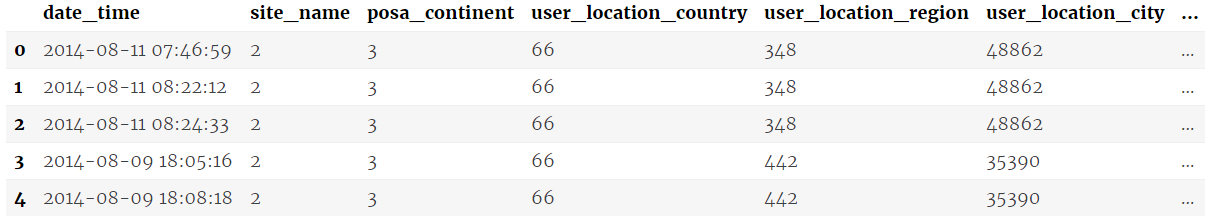 date_time site_name posa_continent user_location_country user_location_region user_location_city ...
0 2014-08-11 07:46:59 2 3 66 348 48862 ...
1 2014-08-11 08:22:12 2 3 66 348 48862 ...
2 2014-08-11 08:24:33 2 3 66 348 48862 ...
3 2014-08-09 18:05:16 2 3 66 442 35390 ...
4 2014-08-09 18:08:18 2 3 66 442 35390 ...